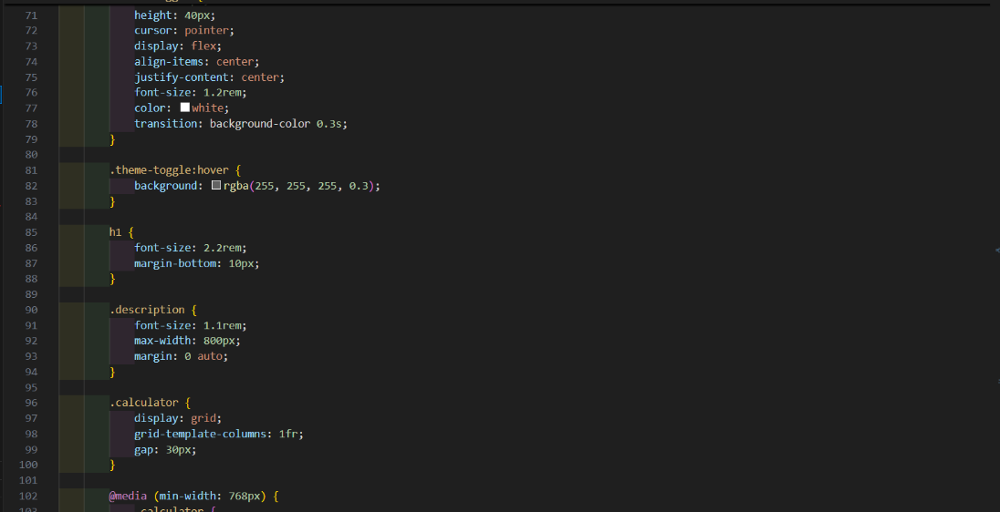 71 height: 40px;
72 cursor: pointer;
73 display: flex;
74 align-items: center;
75 justify-content: center;
76 font-size: 1.2rem;
77 color: white;
78 transition: background-color 0.3s;
79 }
80
81 .theme-toggle:hover {
82 background: rgba(255, 255, 255, 0.3);
83 }
84
85 h1 {
86 font-size: 2.2rem;
87 margin-bottom: 10px;
88 }
89
90 .description {
91 font-size: 1.1rem;
92 max-width: 800px;
93 margin: 0 auto;
94 }
95
96 .calculator {
97 display: grid;
98 grid-template-columns: 1fr;
99 gap: 30px;
100 }
101
102 @media (min-width: 768px) {
103 .calculator {